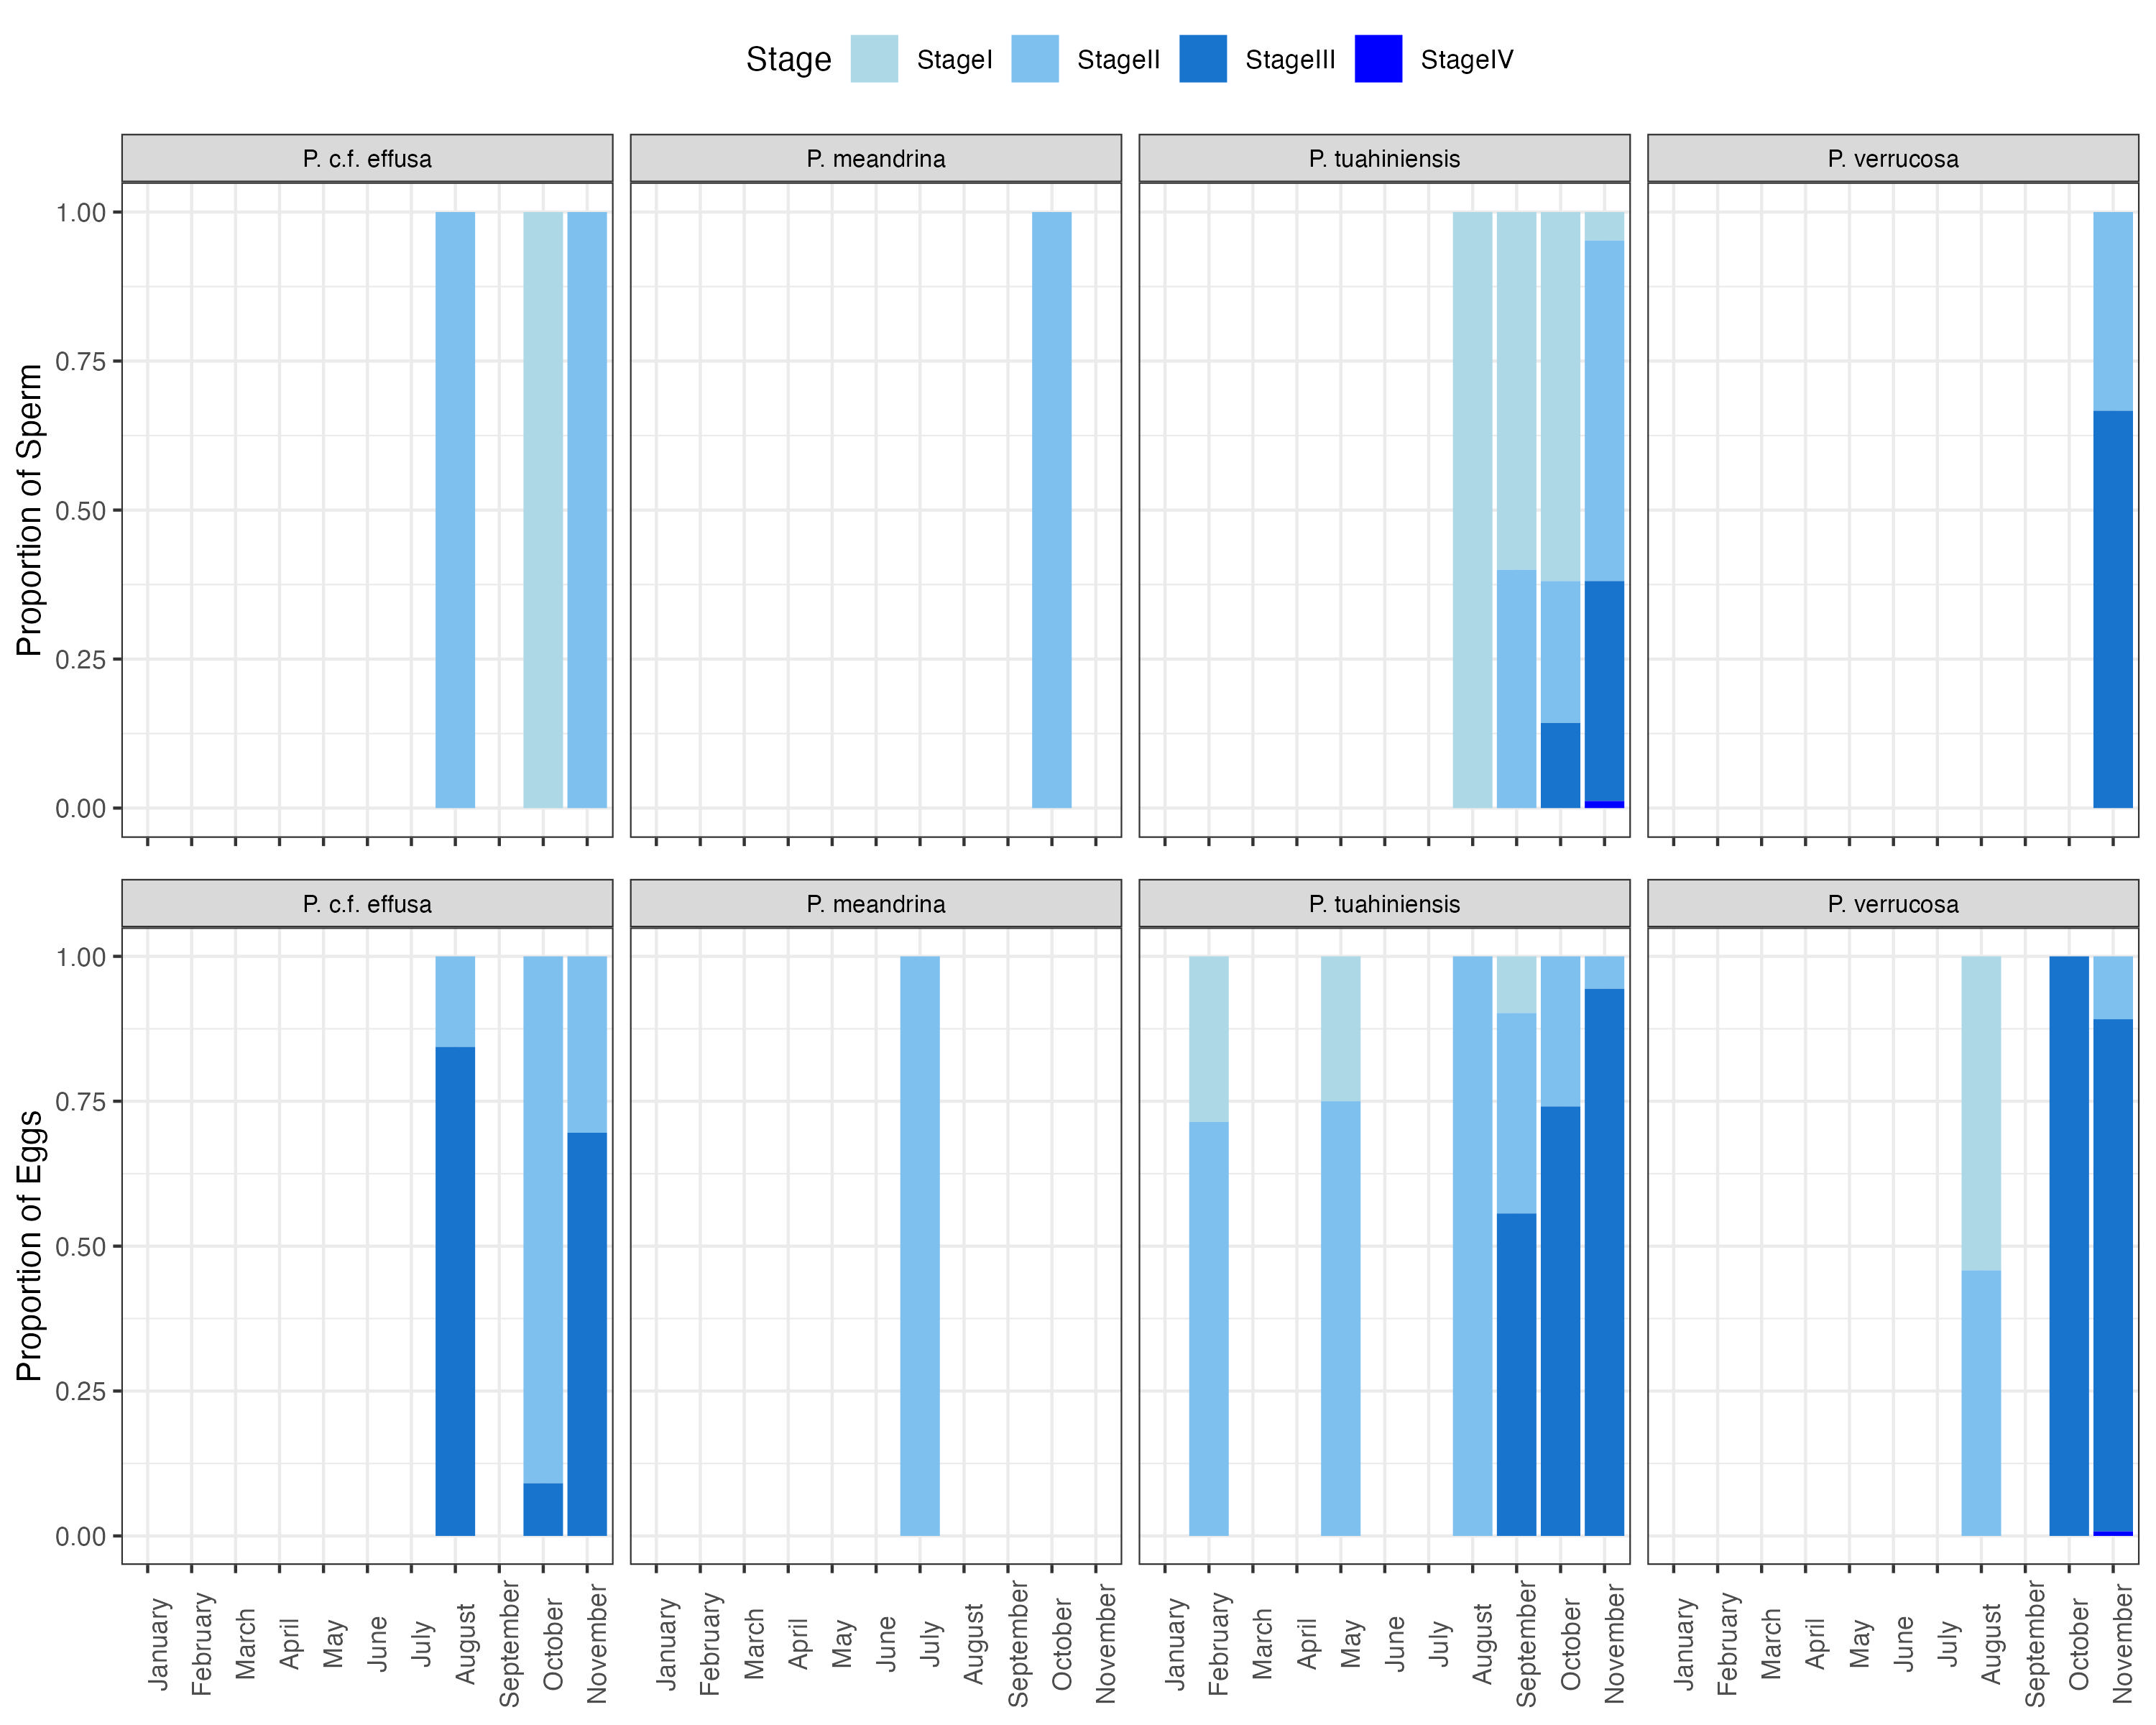 Stage StageI StageII StageIII StageIV
P. c.f. effusa P. meandrina P. tuahiniensis P. verrucosa
Proportion of Sperm
1.00
0.75
0.50
0.25
0.00
P. c.f. effusa P. meandrina P. tuahiniensis P. verrucosa
Proportion of Eggs
1.00
0.75
0.50
0.25
0.00
January February March April May June July August September October November
January February March April May June July August September October November
January February March April May June July August September October November
January February March April May June July August September October November